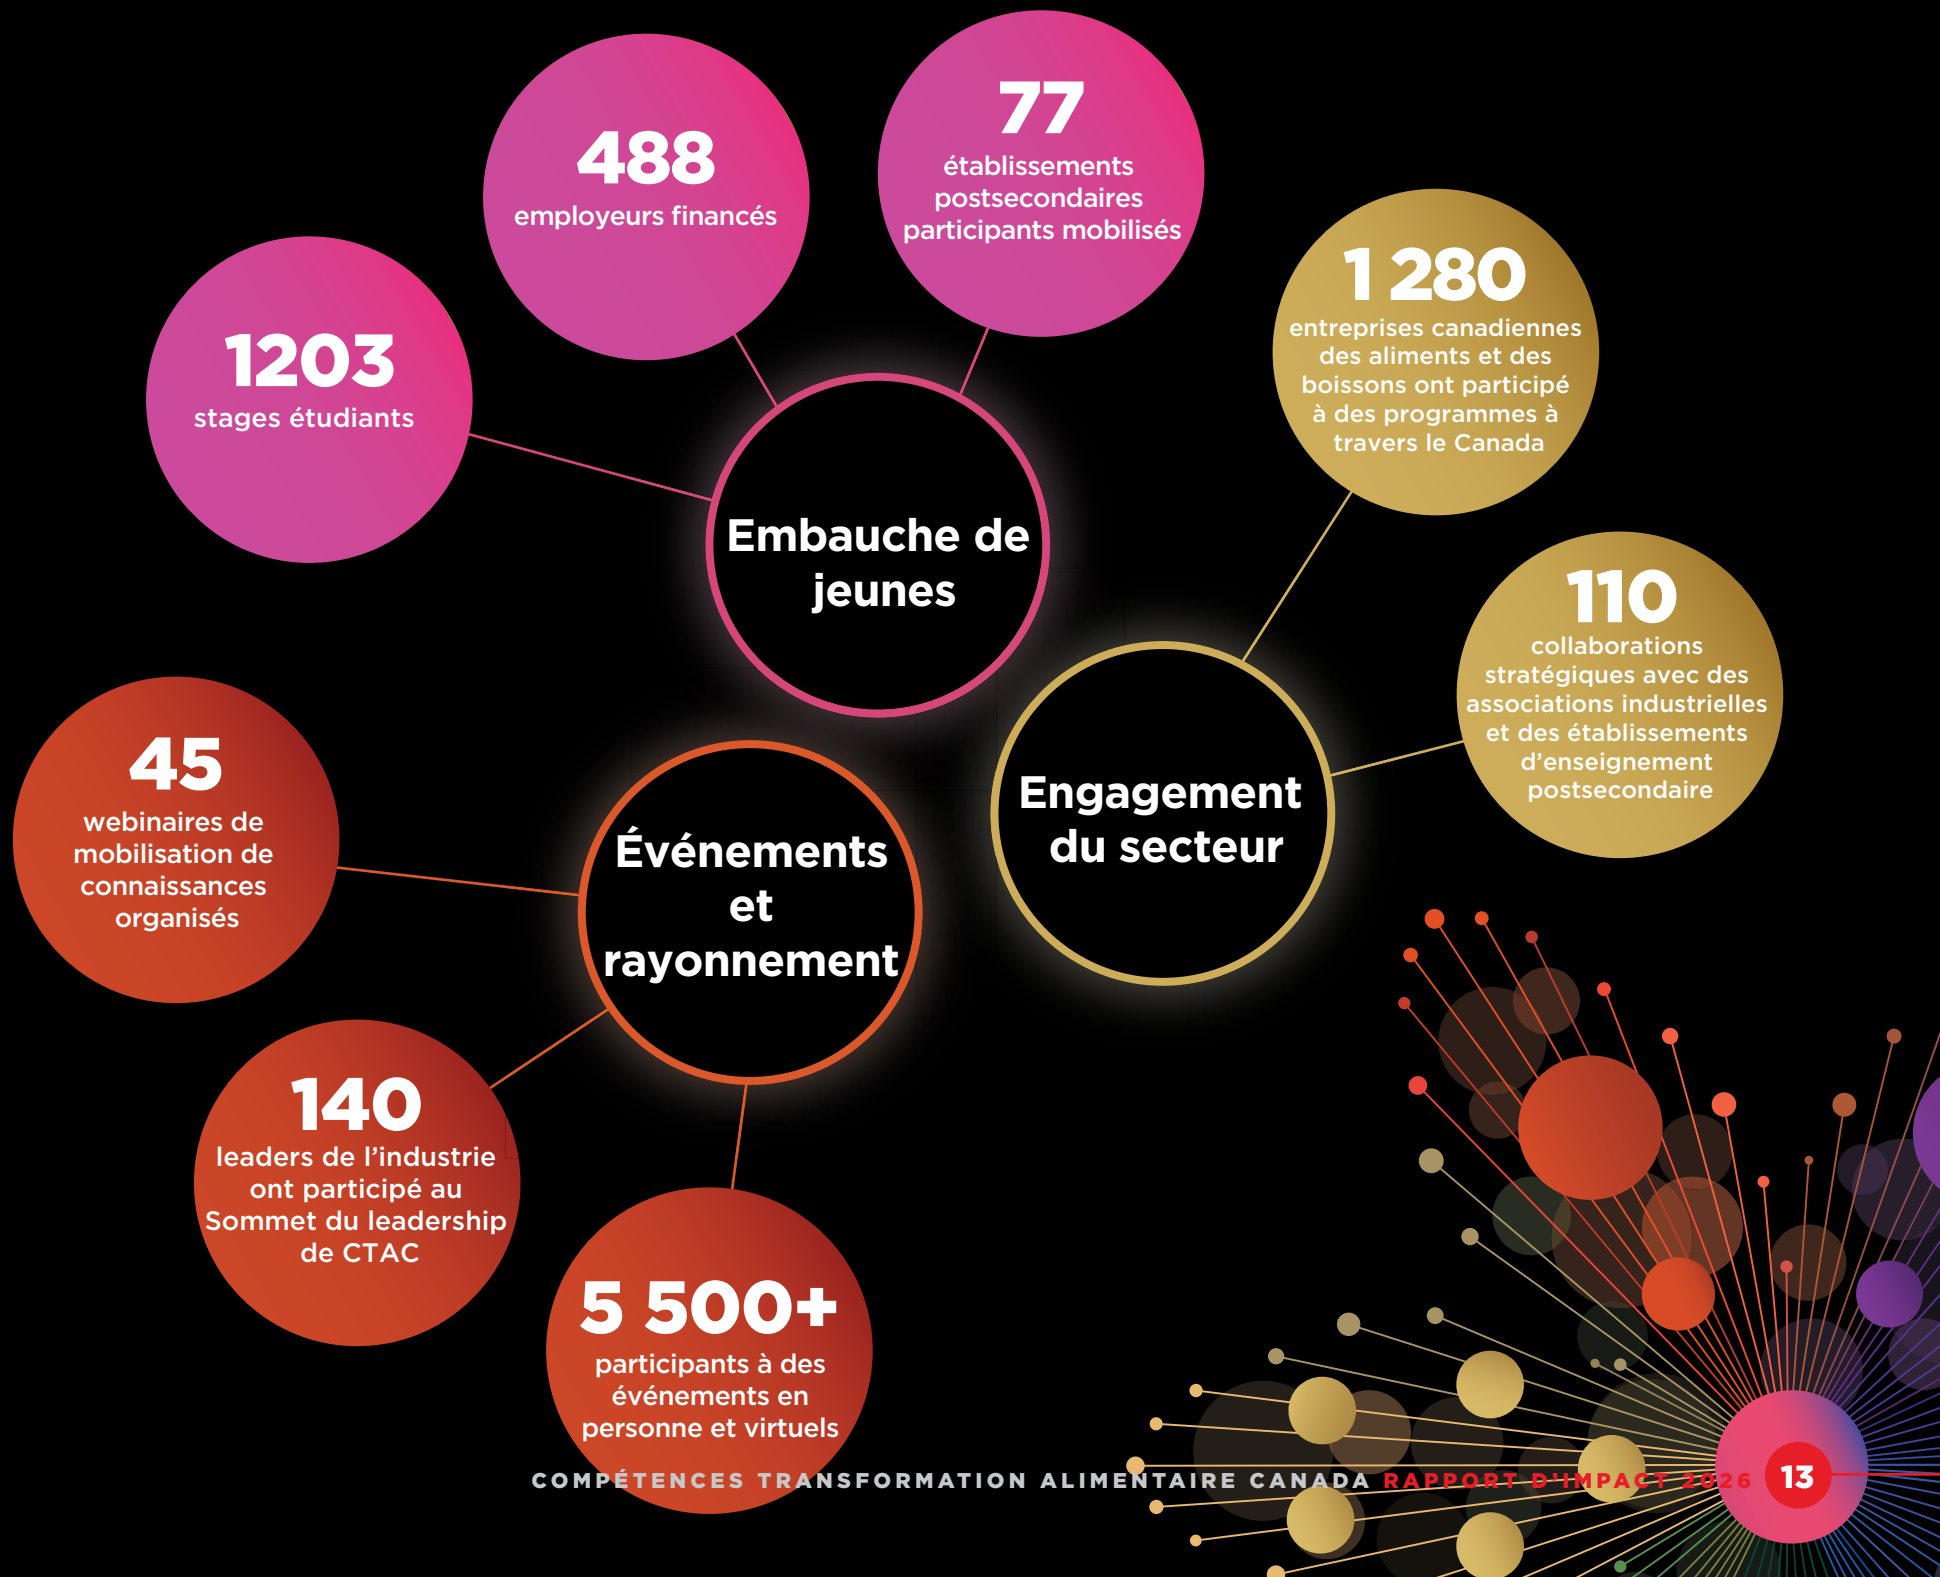 77
établissements
postsecondaires
participants mobilisés
488
employeurs financés
1203
stages étudiants
Embauche de
jeunes
1 280
entreprises canadiennes
des aliments et des
boissons ont participé
à des programmes à
travers le Canada
110
collaborations
stratégiques avec des
associations industrielles
et des établissements
d’enseignement
postsecondaire
Engagement
du secteur
45
webinaires de
mobilisation de
connaissances
organisés
Événements
et
rayonnement
140
leaders de l’industrie
ont participé au
Sommet du leadership
de CTAC
5 500+
participants à des
événements en
personne et virtuels
COMPÉTENCES TRANSFORMATION ALIMENTAIRE CANADA RAPPORT D'IMPACT 2026 13